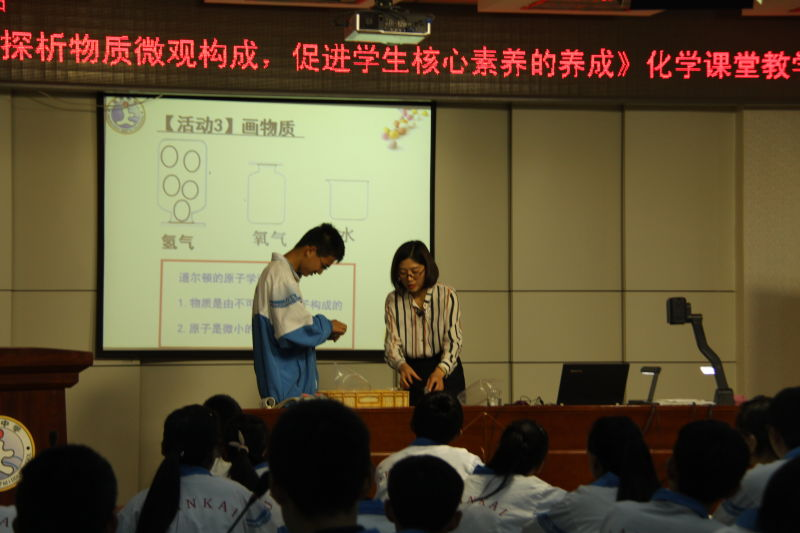 探析物质微观构成，促进学生核心素养的养成》化学课堂教学
【活动3】画物质
氢气
氧气
水
道尔顿的原子学
1. 物质是由不可 子构成的
2. 原子是微小的
NKAI